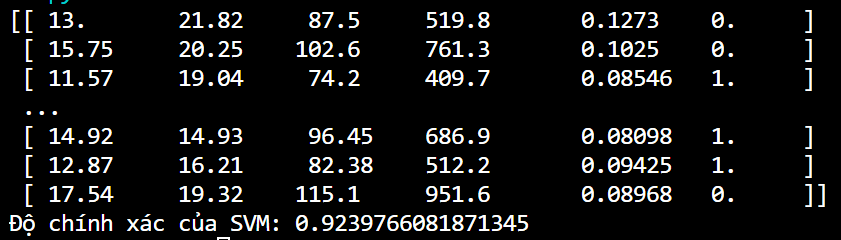 [[ 13. 21.82 87.5 519.8 0.1273 0. ]
[ 15.75 20.25 102.6 761.3 0.1025 0. ]
[ 11.57 19.04 74.2 409.7 0.08546 1. ]
...
[ 14.92 14.93 96.45 686.9 0.08098 1. ]
[ 12.87 16.21 82.38 512.2 0.09425 1. ]
[ 17.54 19.32 115.1 951.6 0.08968 0. ]]
Độ chính xác của SVM: 0.9239766081871345